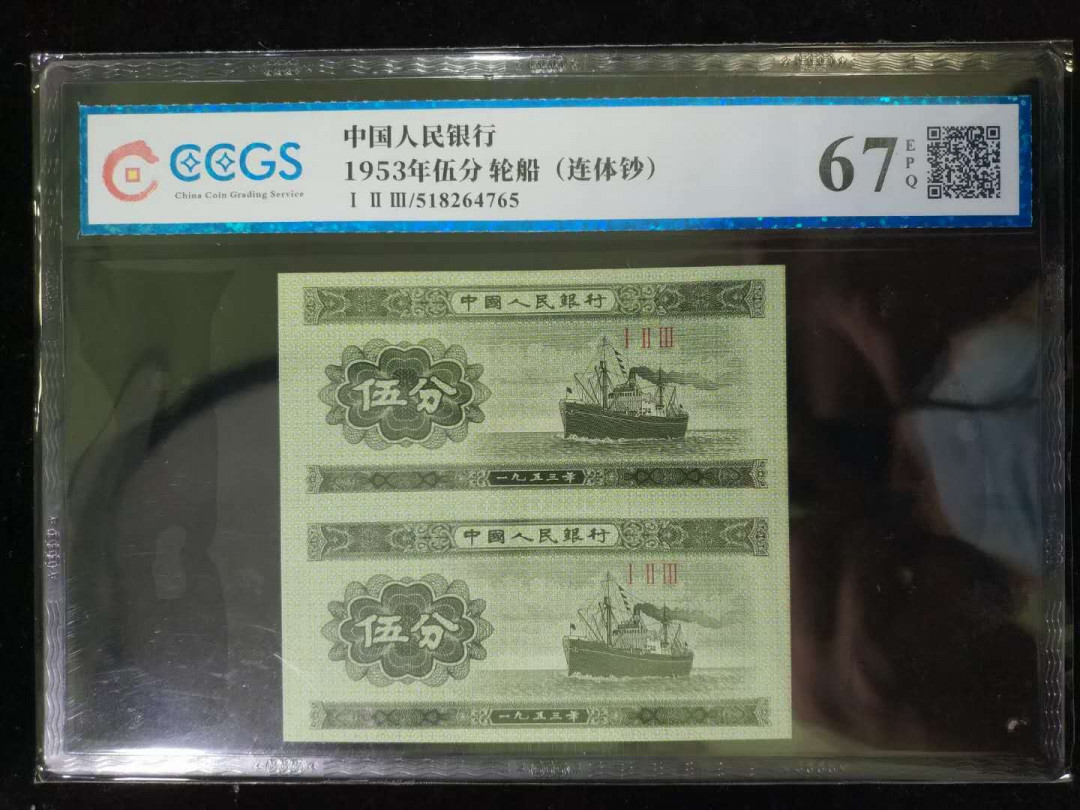 CCGS
China Coin Grading Service
中国人民银行
1953年伍分 轮船（连体钞）
Ⅰ Ⅱ Ⅲ/518264765
67
EPQ
中國人民銀行
Ⅰ Ⅱ Ⅲ
伍分
一九五三年
中國人民銀行
Ⅰ Ⅱ Ⅲ
伍分
一九五三年